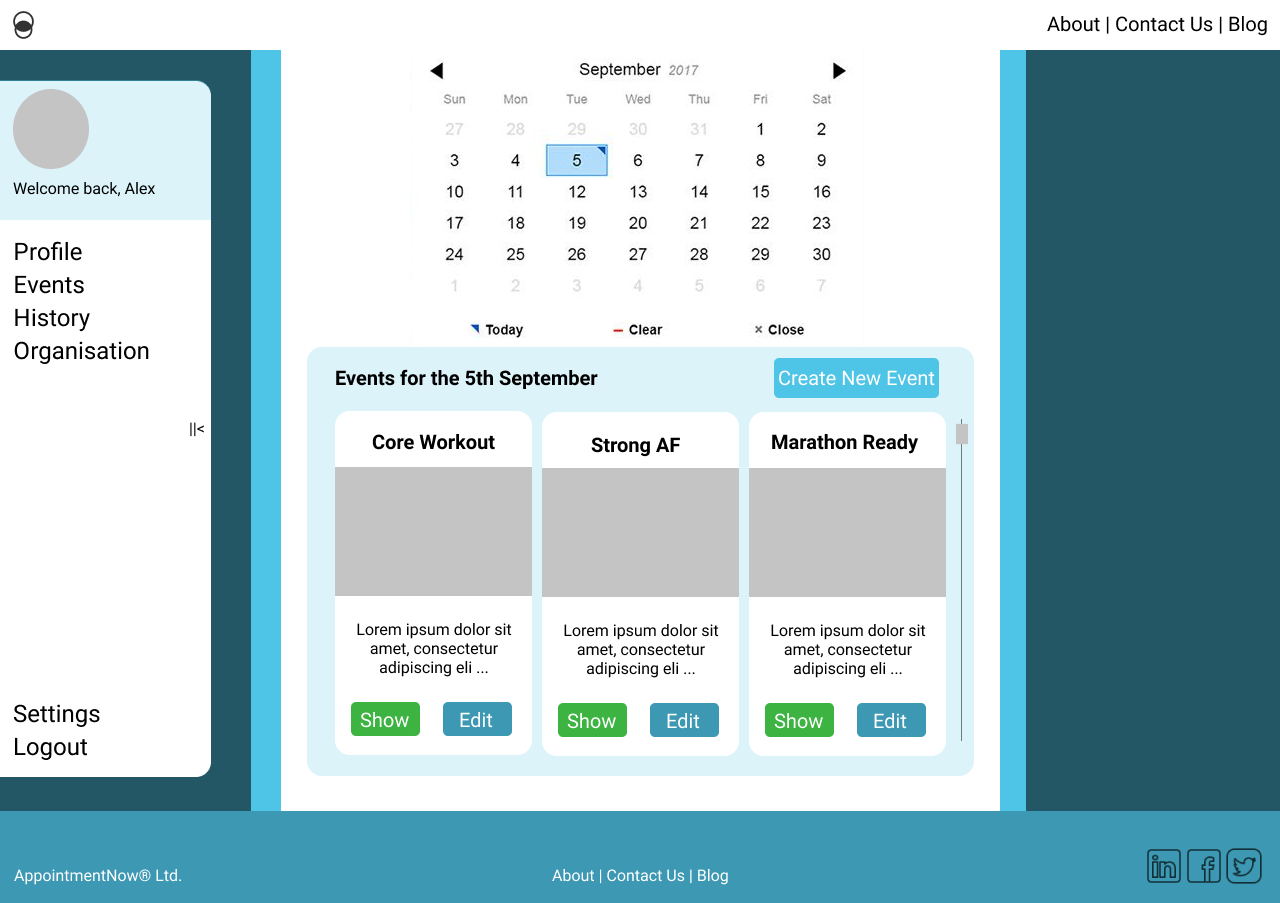 About | Contact Us | Blog
September 2017
Sun Mon Tue Wed Thu Fri Sat
27 28 29 30 31 1 2
3 4 5 6 7 8 9
10 11 12 13 14 15 16
17 18 19 20 21 22 23
24 25 26 27 28 29 30
1 2 3 4 5 6 7
Today Clear Close
Welcome back, Alex
Profile
Events
History
Organisation
||<
Settings
Logout
Events for the 5th September
Create New Event
Core Workout
Lorem ipsum dolor sit
amet, consectetur
adipiscing eli ...
Show Edit
Strong AF
Lorem ipsum dolor sit
amet, consectetur
adipiscing eli ...
Show Edit
Marathon Ready
Lorem ipsum dolor sit
amet, consectetur
adipiscing eli ...
Show Edit
AppointmentNow® Ltd.
About | Contact Us | Blog
in f